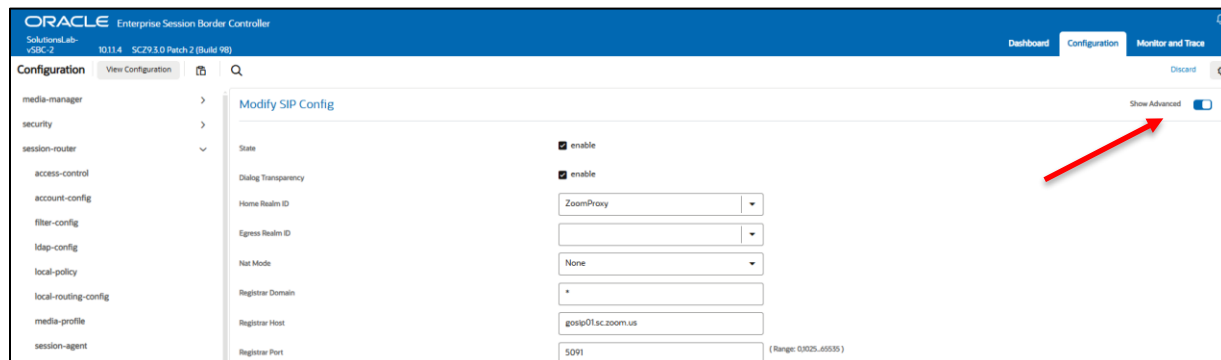 ORACLE Enterprise Session Border Controller
SolutionsLab-
vSBC-2 10.1.1.4 SCZ9.3.0 Patch 2 (Build 98)
Dashboard Configuration Monitor and Trace
Configuration View Configuration Discard
media-manager
security
session-router
access-control
account-config
filter-config
ldap-config
local-policy
local-routing-config
media-profile
session-agent
Modify SIP Config Show Advanced
State enable
Dialog Transparency enable
Home Realm ID ZoomProxy
Egress Realm ID
Nat Mode None
Registrar Domain *
Registrar Host gosip01.sc.zoom.us
Registrar Port 5091 ( Range: 0,1025..65535 )